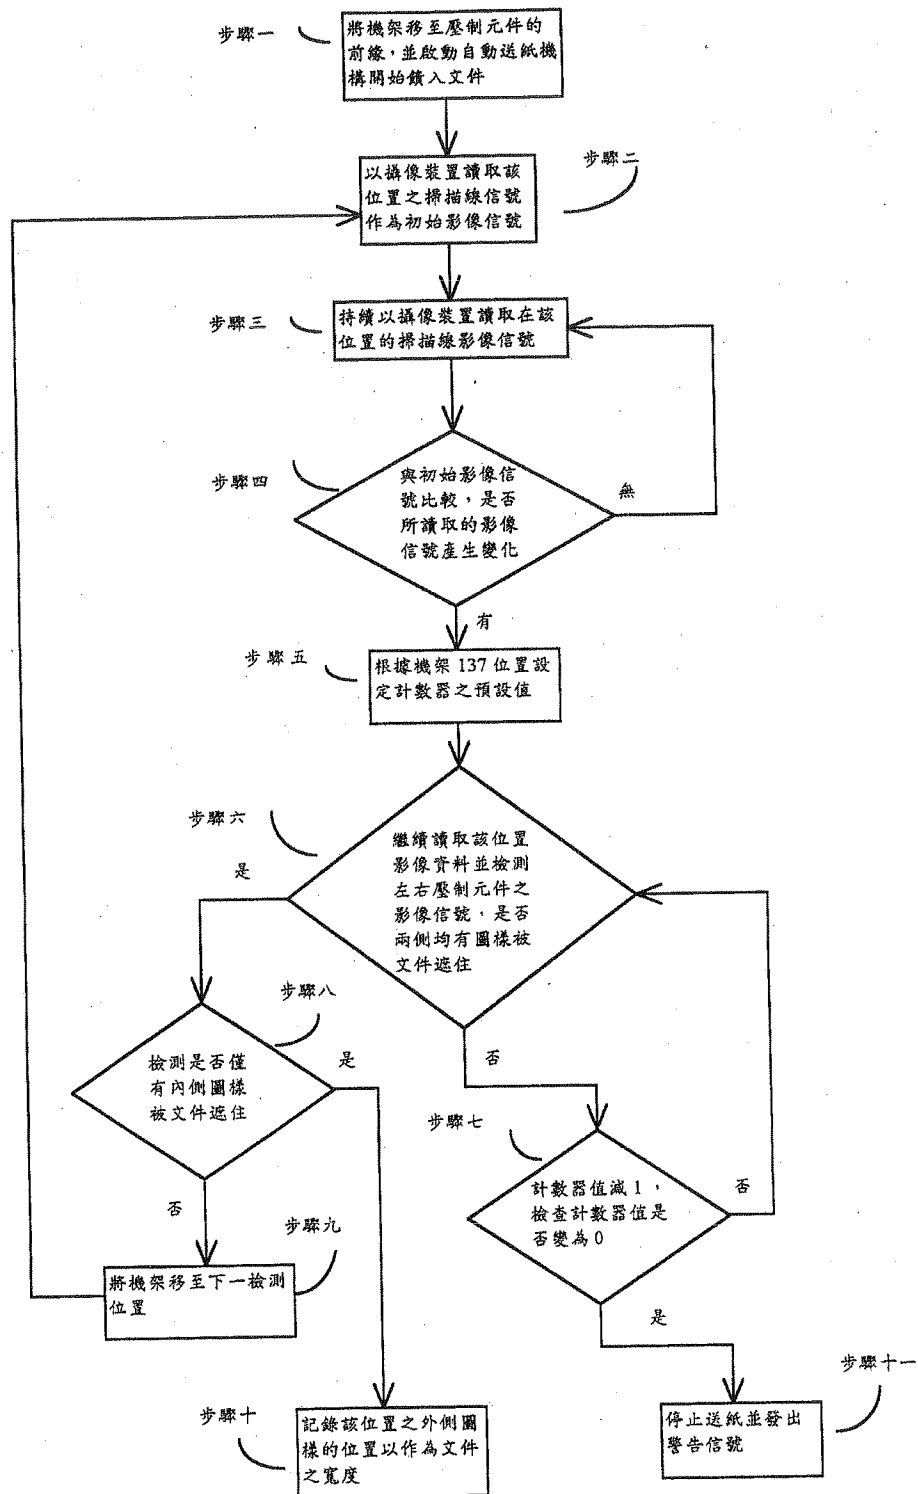 步驟一
將機架移至壓制元件的
前緣，並啟動自動送紙機
構開始饋入文件
步驟二
以攝像裝置讀取該
位置之掃描線信號
作為初始影像信號
步驟三
持續以攝像裝置讀取在該
位置的掃描線影像信號
步驟四
與初始影像信
號比較，是否
所讀取的影像
信號產生變化
無
有
步驟五
根據機架 137 位置設
定計數器之預設值
步驟六
繼續讀取該位置
影像資料並檢測
左右壓制元件之
影像信號，是否
兩側均有圖樣被
文件遮住
是
否
步驟八
檢測是否僅
有內側圖樣
被文件遮住
是
否
步驟七
計數器值減1，
檢查計數器值是
否變為0
否
是
步驟九
將機架移至下一檢測
位置
步驟十
記錄該位置之外側圖
樣的位置以作為文件
之寬度
步驟十一
停止送紙並發出
警告信號